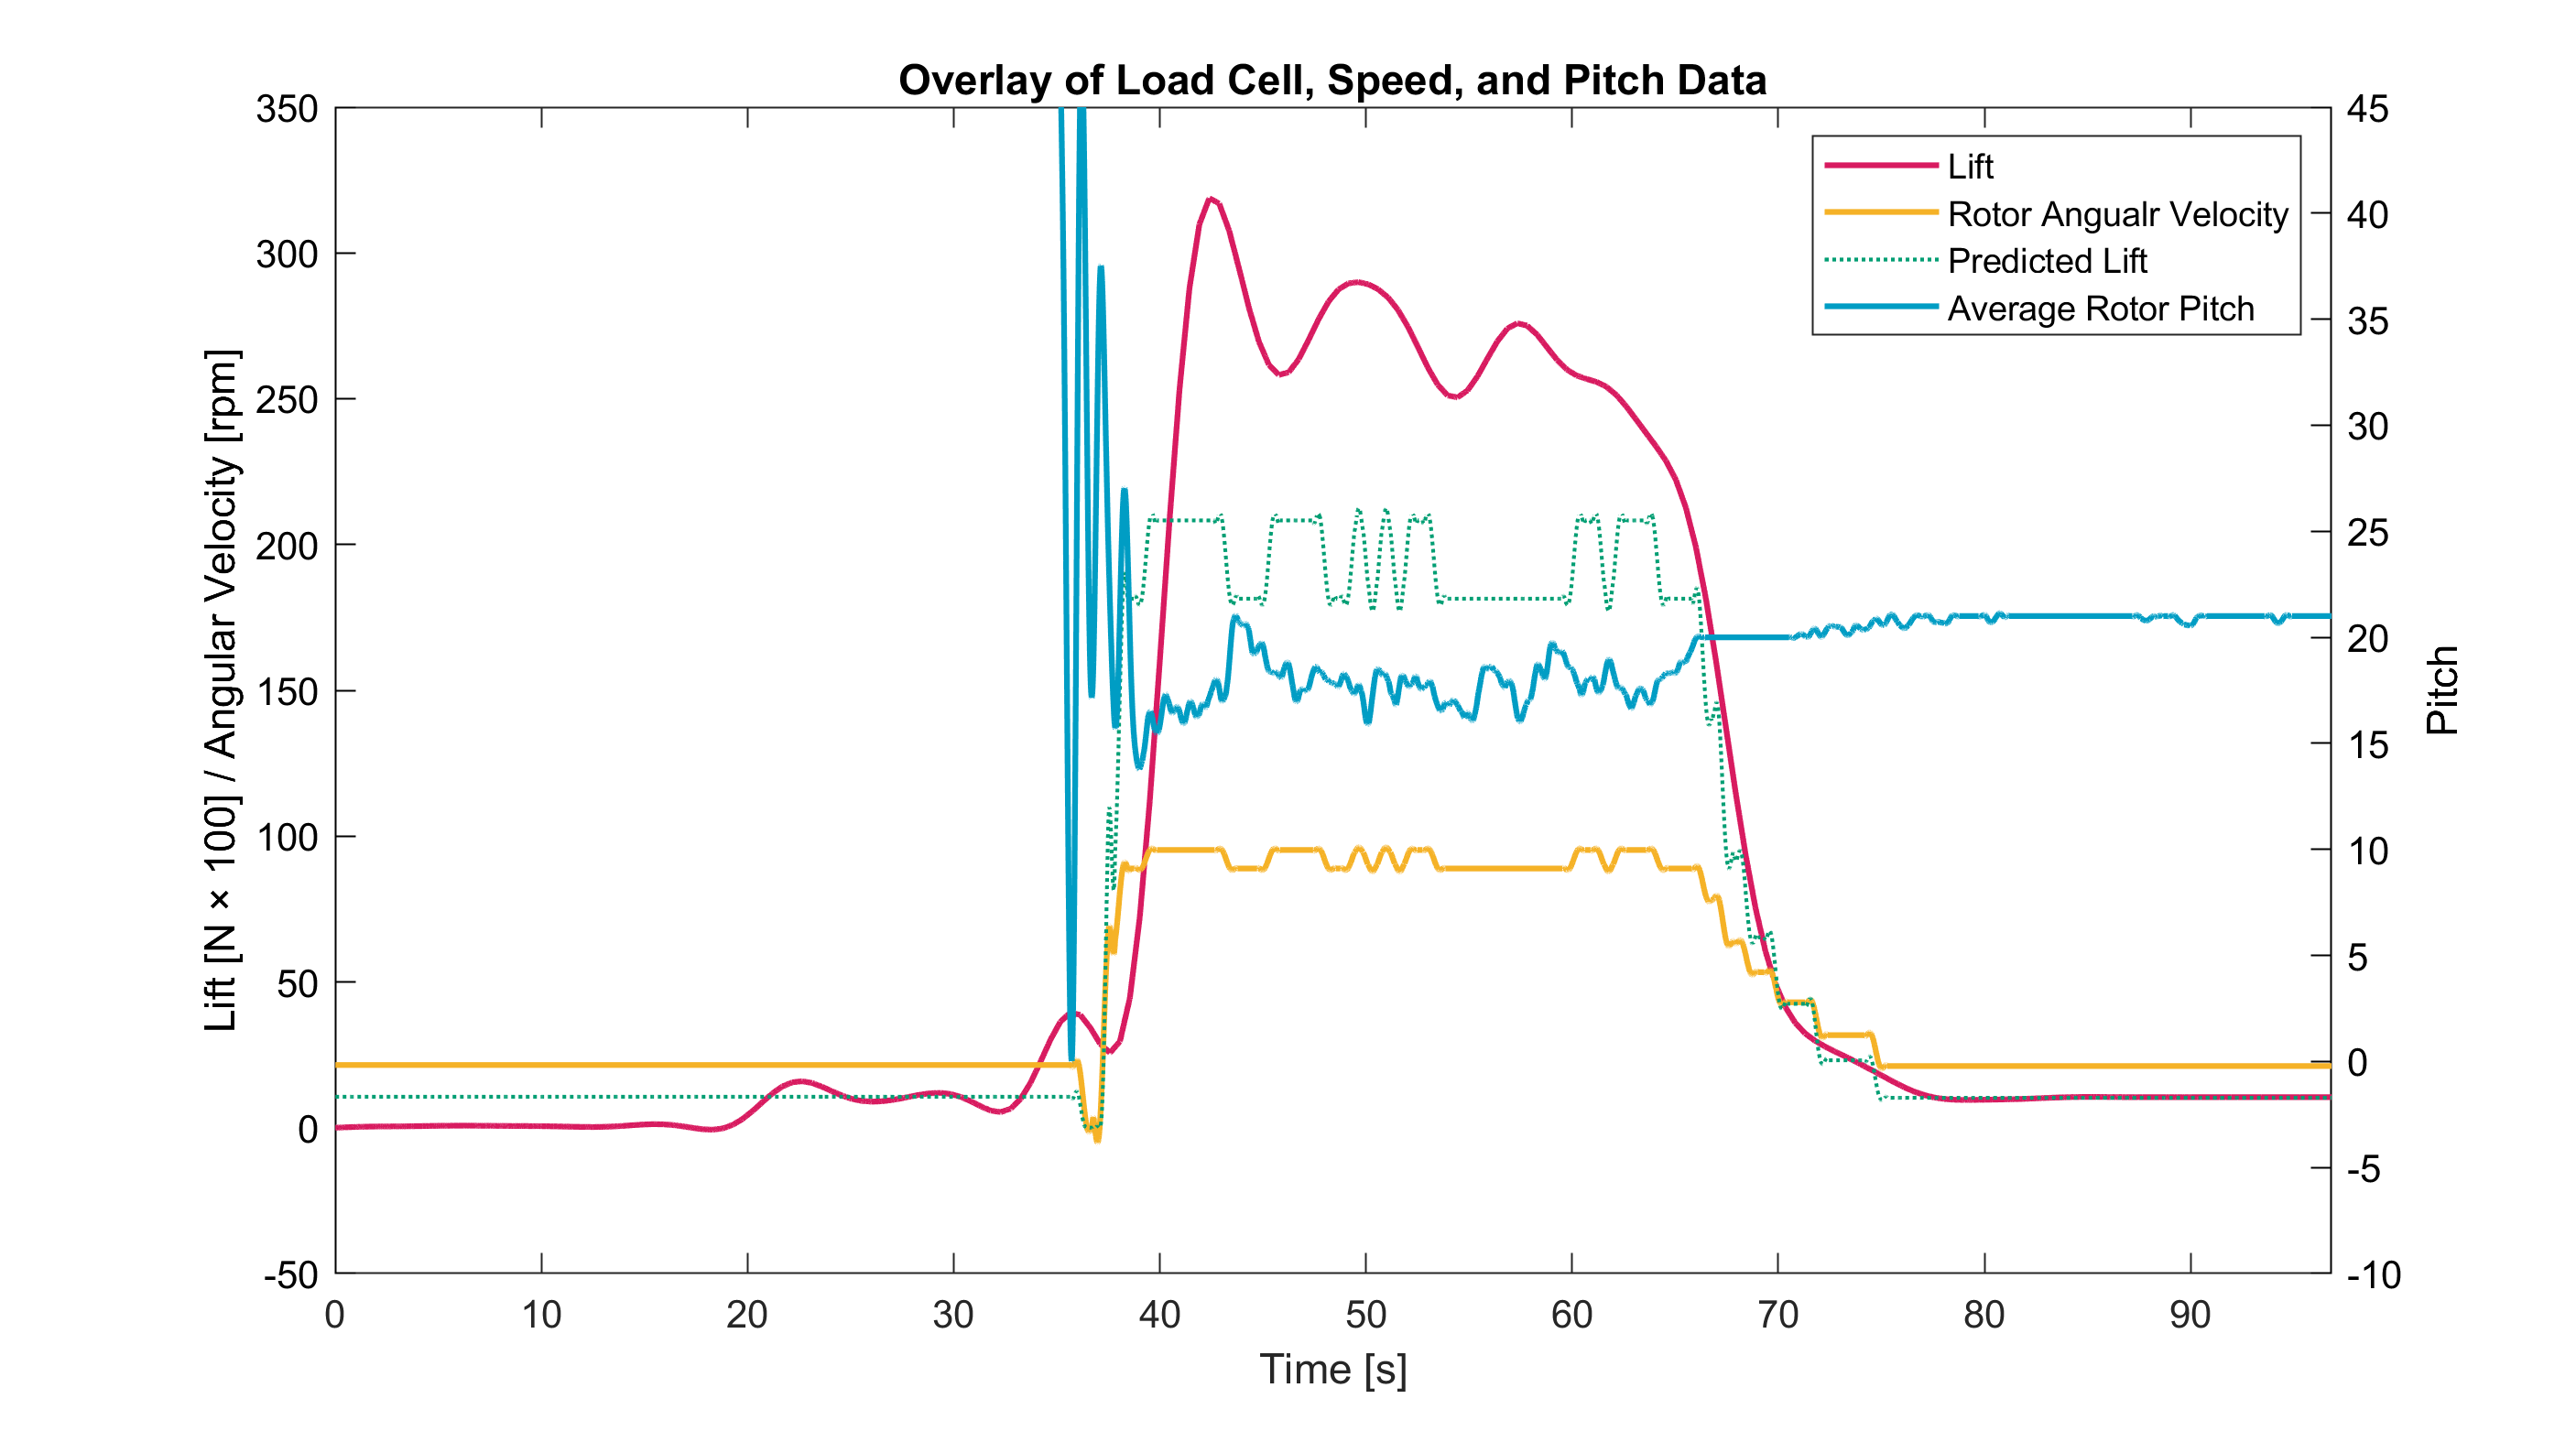 Overlay of Load Cell, Speed, and Pitch Data
Lift [N × 100] / Angular Velocity [rpm]
350
300
250
200
150
100
50
0
-50
Lift
Rotor Angualr Velocity
Predicted Lift
Average Rotor Pitch
45
40
35
30
25
20
15
10
5
0
-5
-10
Pitch
0 10 20 30 40 50 60 70 80 90
Time [s]